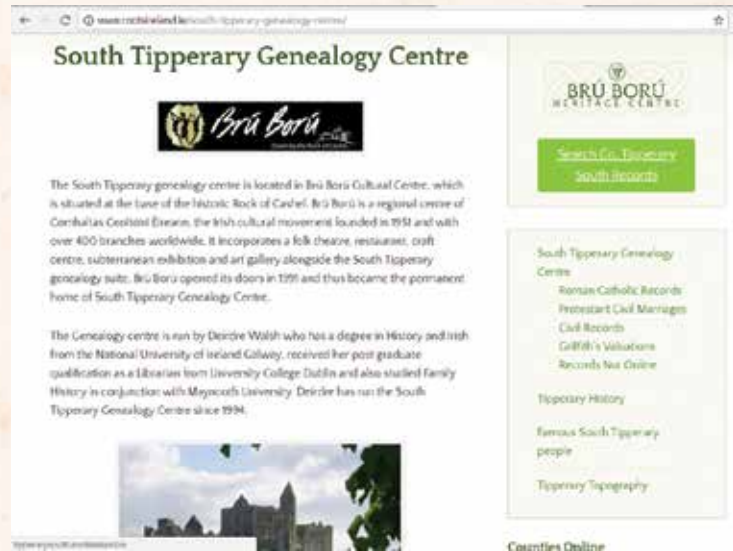 www.rootsireland.ie/south-tipperary-genealogy-centre/
South Tipperary Genealogy Centre
Brú Ború
The South Tipperary genealogy centre is located in Brú Ború Cultural Centre, which
is situated at the base of the historic Rock of Cashel. Brú Ború is a regional centre of
Comhaltas Ceoltóirí Éireann, the Irish cultural movement founded in 1951 and with
over 400 branches worldwide. It incorporates a folk theatre, restaurant, craft
centre, subterranean exhibition and art gallery alongside the South Tipperary
genealogy suite. Brú Ború opened its doors in 1991 and thus became the permanent
home of South Tipperary Genealogy Centre.
The Genealogy centre is run by Deirdre Walsh who has a degree in History and Irish
from the National University of Ireland Galway, received her post graduate
qualification as a Librarian from University College Dublin and also studied Family
History in conjunction with Maynooth University. Deirdre has run the South
Tipperary Genealogy Centre since 1994.
BRÚ BORÚ
HERITAGE CENTRE
Search Co. Tipperary
South Records
South Tipperary Genealogy
Centre
Roman Catholic Records
Protestant Civil Marriages
Civil Records
Griffith's Valuations
Records Not Online
Tipperary History
Famous South Tipperary
people
Tipperary Topography
Counties Online